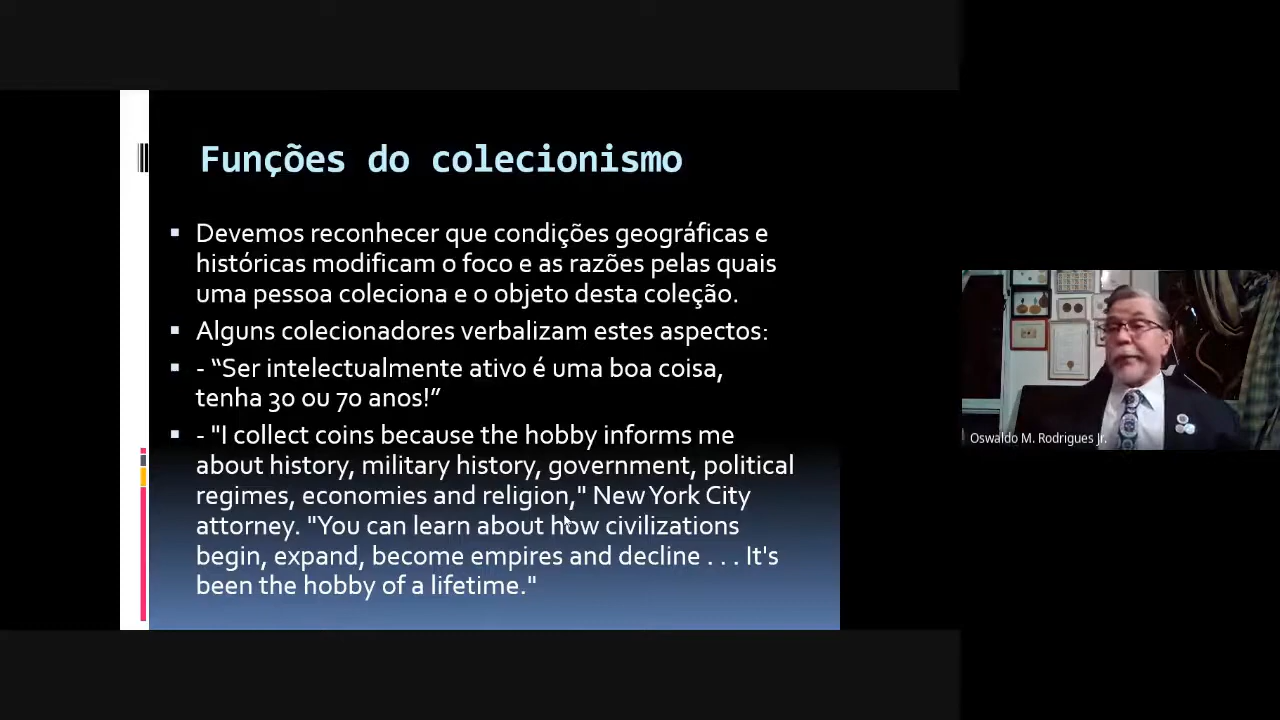 Funções do colecionismo
Devemos reconhecer que condições geográficas e
históricas modificam o foco e as razões pelas quais
uma pessoa coleciona e o objeto desta coleção.
Alguns colecionadores verbalizam estes aspectos:
- “Ser intelectualmente ativo é uma boa coisa,
tenha 30 ou 70 anos!”
- "I collect coins because the hobby informs me
about history, military history, government, political
regimes, economies and religion," New York City
attorney. "You can learn about how civilizations
begin, expand, become empires and decline . . . It's
been the hobby of a lifetime."
Oswaldo M. Rodrigues Jr.